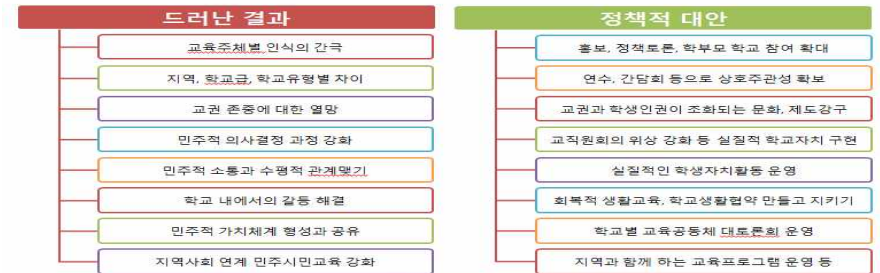 드러난 결과
교육주체별 인식의 간극
지역, 학교급, 학교유형별 차이
교권 존중에 대한 열망
민주적 의사결정 과정 강화
민주적 소통과 수평적 관계맺기
학교 내에서의 갈등 해결
민주적 가치체계 형성과 공유
지역사회 연계 민주시민교육 강화
정책적 대안
홍보, 정책토론, 학부모 학교 참여 확대
연수, 간담회 등으로 상호주관성 확보
교권과 학생인권이 조화되는 문화, 제도강구
교직원회의 위상 강화 등 실질적 학교자치 구현
실질적인 학생자치활동 운영
회복적 생활교육, 학교생활협약 만들고 지키기
학교별 교육공동체 대토론회 운영
지역과 함께 하는 교육프로그램 운영 등